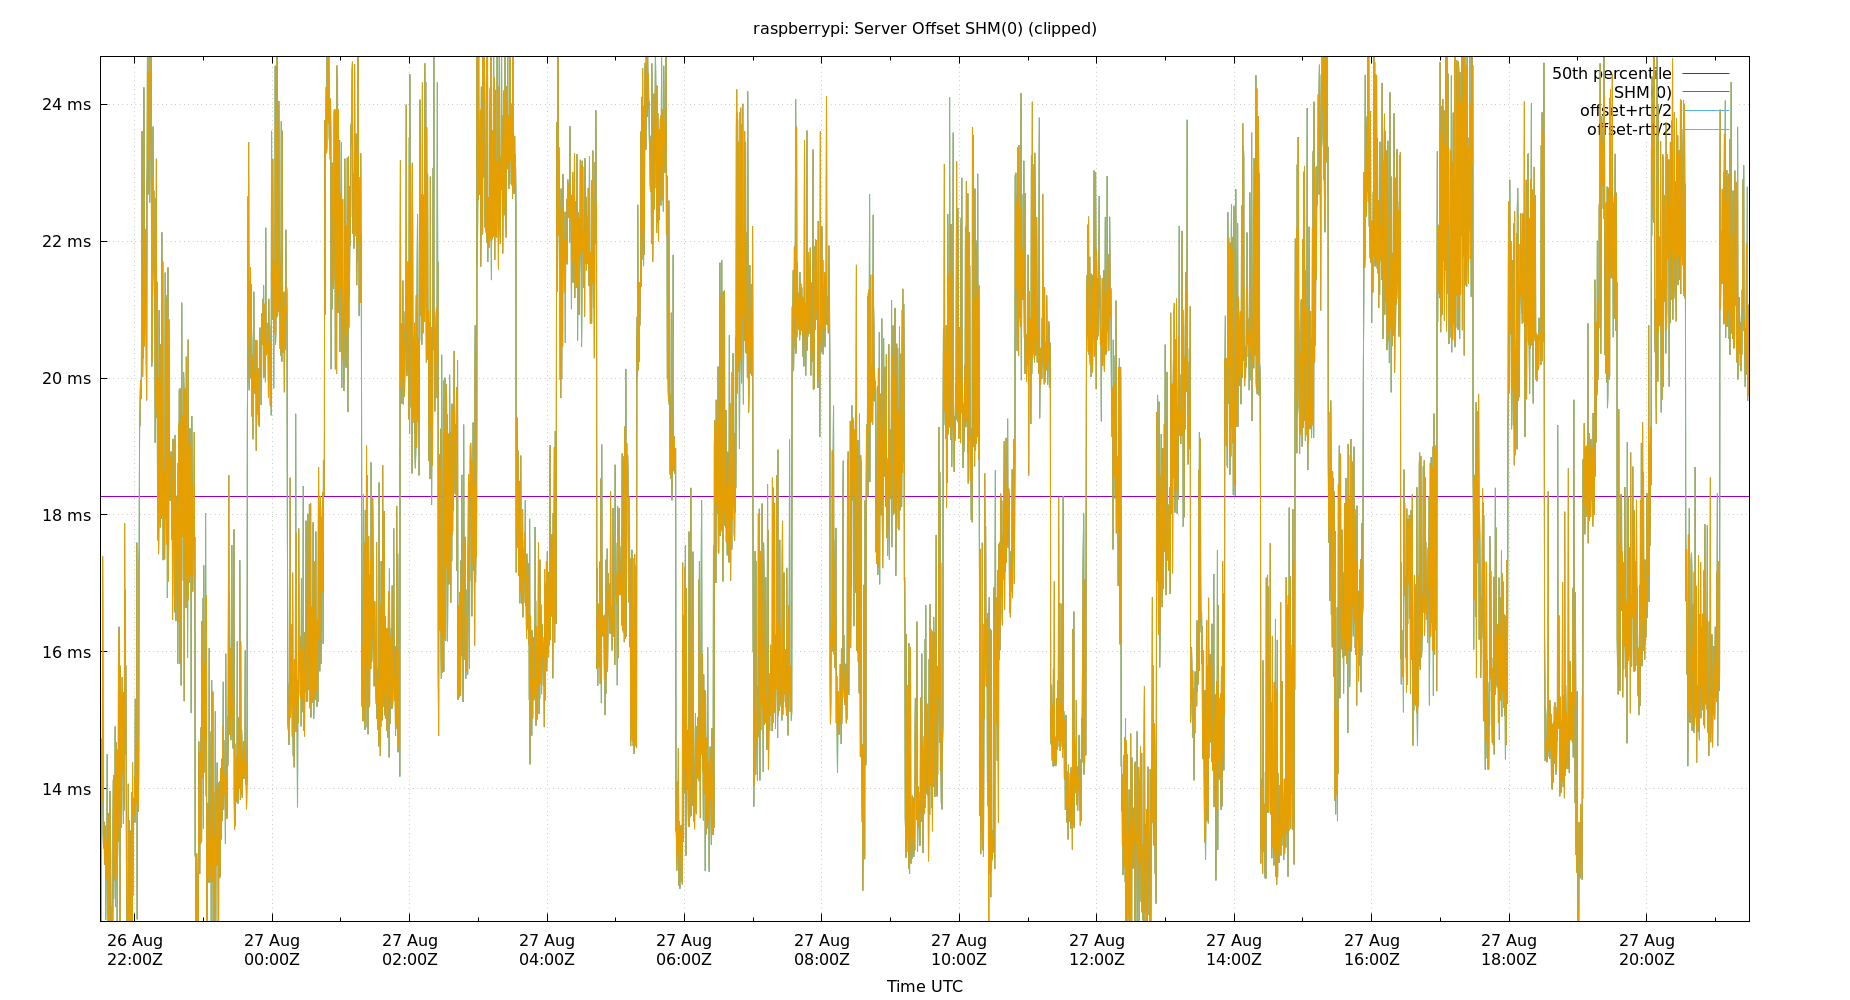 raspberrypi: Server Offset SHM(0) (clipped)
50th percentile
SHM(0)
offset+rtt/2
offset-rtt/2
24 ms
22 ms
20 ms
18 ms
16 ms
14 ms
26 Aug 27 Aug 27 Aug 27 Aug 27 Aug 27 Aug 27 Aug 27 Aug 27 Aug 27 Aug 27 Aug 27 Aug
22:00Z 00:00Z 02:00Z 04:00Z 06:00Z 08:00Z 10:00Z 12:00Z 14:00Z 16:00Z 18:00Z 20:00Z
Time UTC